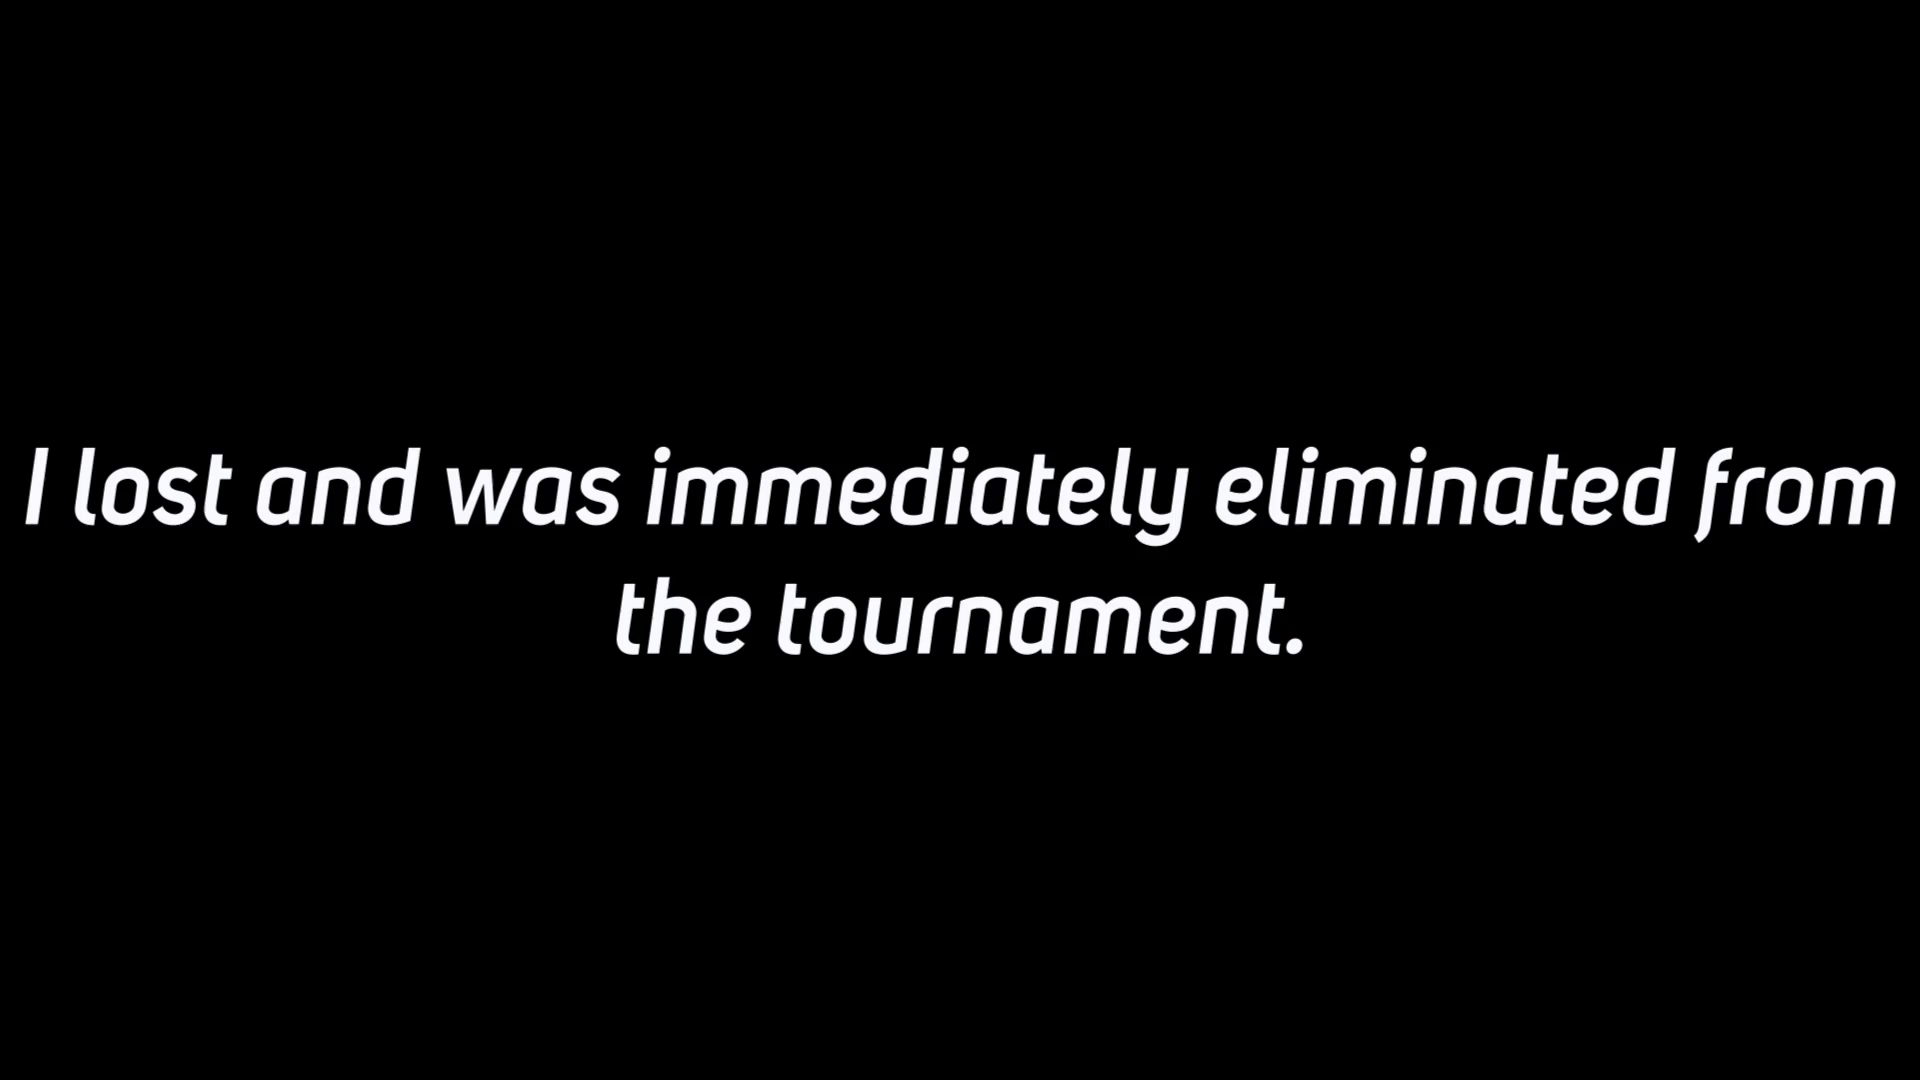 I lost and was immediately eliminated from
the tournament.